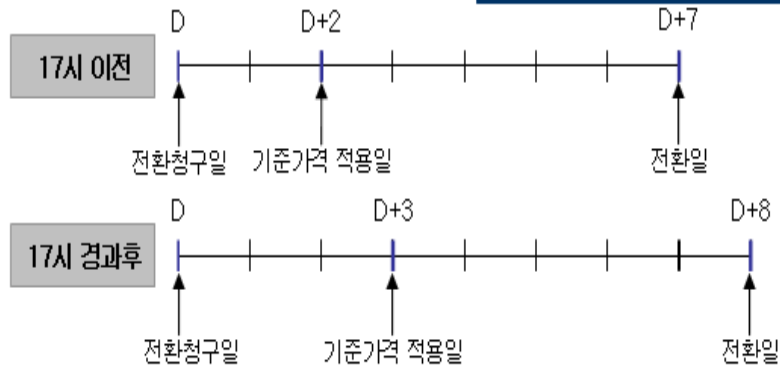 D D+2 D+7
17시 이전
전환청구일 기준가격 적용일 전환일
D D+3 D+8
17시 경과후
전환청구일 기준가격 적용일 전환일